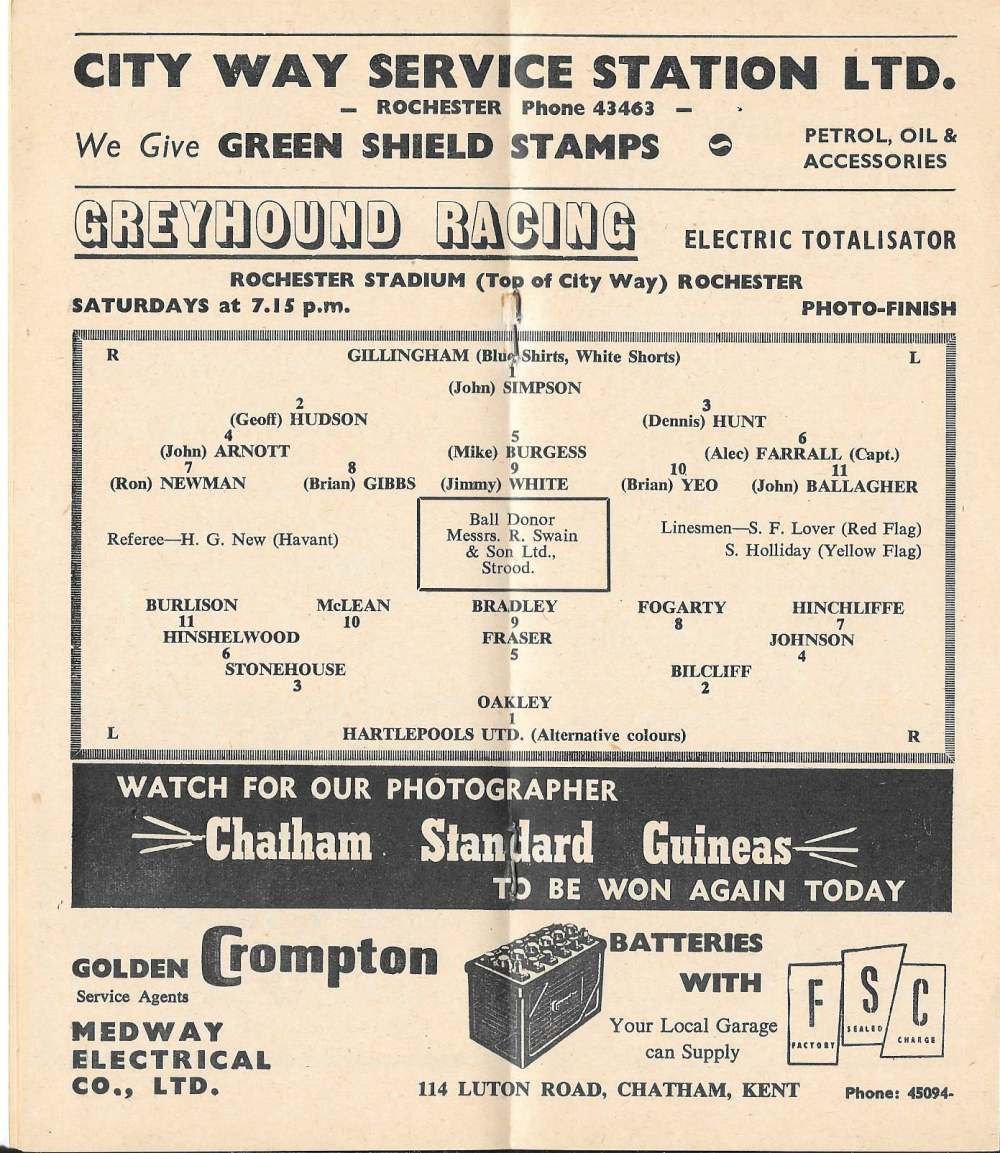 CITY WAY SERVICE STATION LTD.
— ROCHESTER Phone 43463 —
We Give GREEN SHIELD STAMPS
PETROL, OIL &
ACCESSORIES
GREYHOUND RACING ELECTRIC TOTALISATOR
ROCHESTER STADIUM (Top of City Way) ROCHESTER
SATURDAYS at 7.15 p.m. PHOTO-FINISH
R GILLINGHAM (Blue Shirts, White Shorts) L
1
(John) SIMPSON
2 3
(Geoff) HUDSON (Dennis) HUNT
4 5 6
(John) ARNOTT (Mike) BURGESS (Alec) FARRALL (Capt.)
7 8 9 10 11
(Ron) NEWMAN (Brian) GIBBS (Jimmy) WHITE (Brian) YEO (John) BALLAGHER
Referee—H. G. New (Havant)
Ball Donor
Messrs. R. Swain
& Son Ltd.,
Strood.
Linesmen—S. F. Lover (Red Flag)
S. Holliday (Yellow Flag)
BURLISON McLEAN BRADLEY FOGARTY HINCHLIFFE
11 10 9 8 7
HINSHELWOOD FRASER JOHNSON
6 5 4
STONEHOUSE BILCLIFF
3 2
OAKLEY
1
L HARTLEPOOLS UTD. (Alternative colours) R
WATCH FOR OUR PHOTOGRAPHER
Chatham Standard Guineas
TO BE WON AGAIN TODAY
GOLDEN Crompton BATTERIES
Service Agents
WITH
MEDWAY
ELECTRICAL
CO., LTD.
Your Local Garage
can Supply
F S C
FACTORY SEALED CHARGE
114 LUTON ROAD, CHATHAM, KENT Phone: 45094-